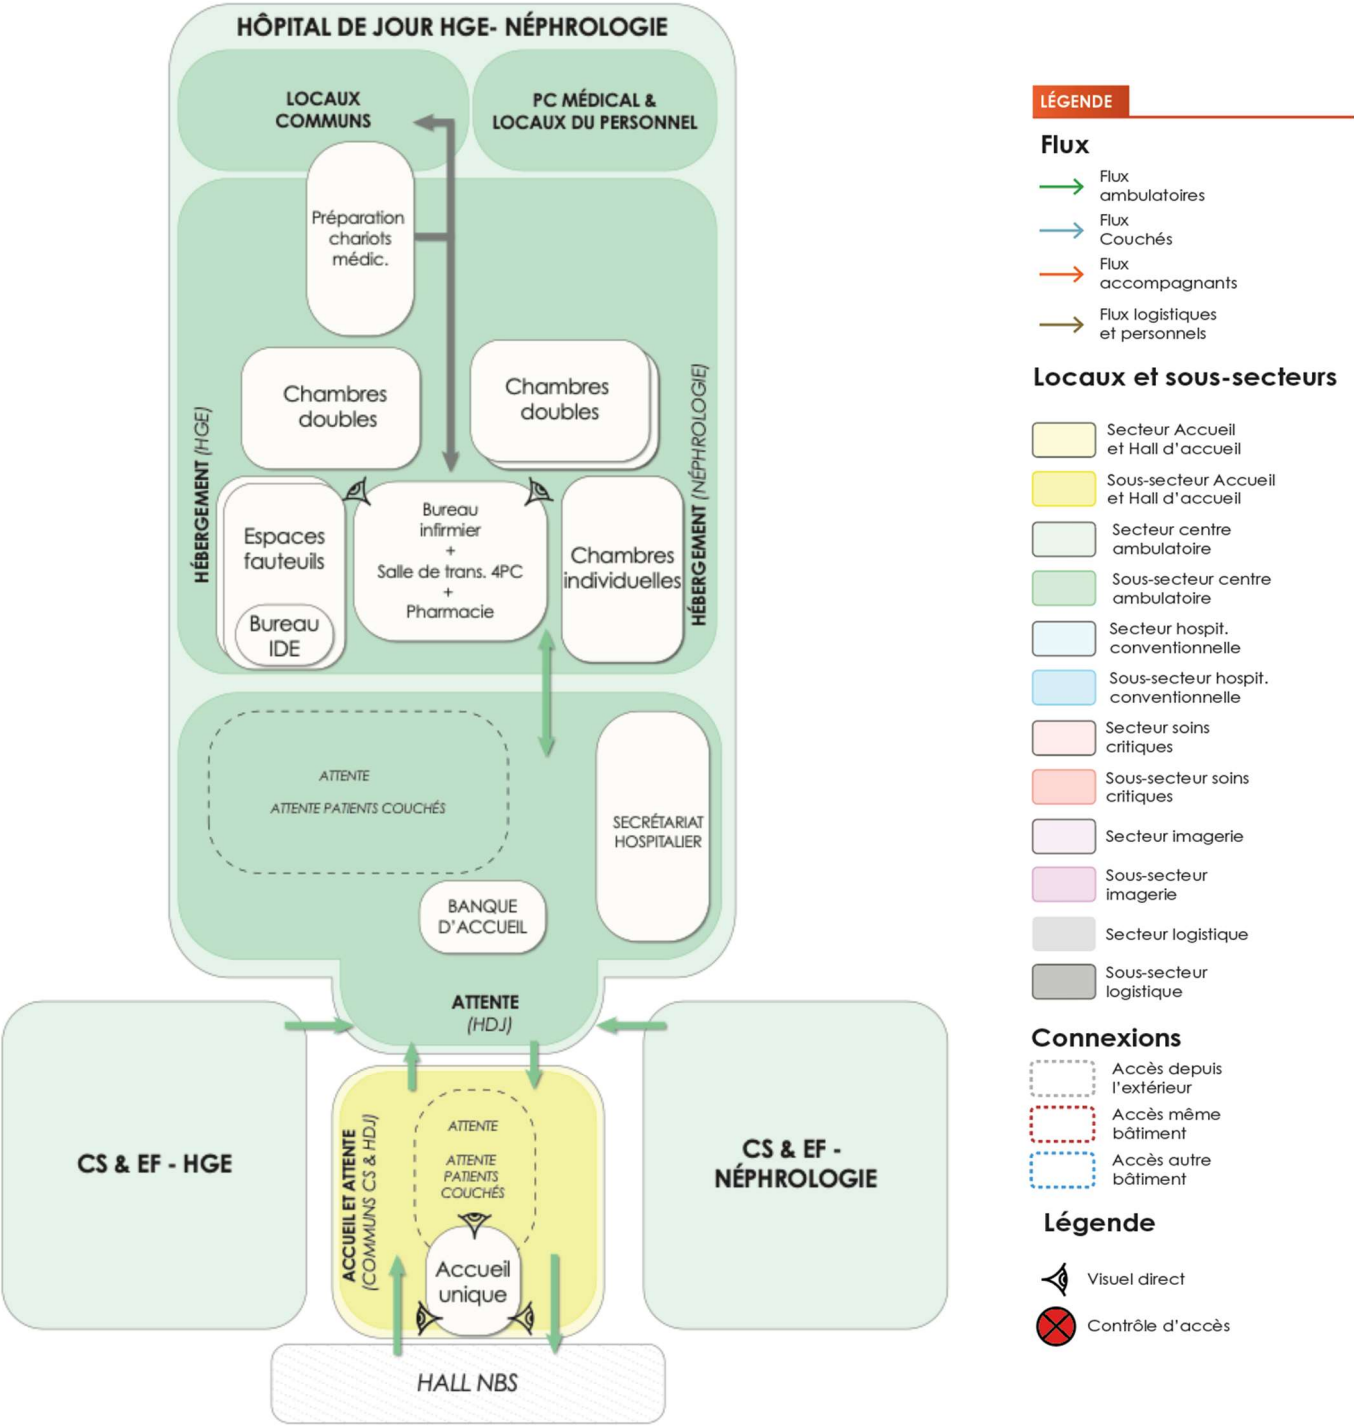 HÔPITAL DE JOUR HGE- NÉPHROLOGIE
LOCAUX
COMMUNS
PC MÉDICAL &
LOCAUX DU PERSONNEL
Préparation
chariots
médic.
Chambres
doubles
Chambres
doubles
HÉBERGEMENT (HGE)
HÉBERGEMENT (NÉPHROLOGIE)
Espaces
fauteuils
Bureau
IDE
Bureau
infirmier
+
Salle de trans. 4PC
+
Pharmacie
Chambres
individuelles
ATTENTE
ATTENTE PATIENTS COUCHÉS
SECRÉTARIAT
HOSPITALIER
BANQUE
D'ACCUEIL
ATTENTE
(HDJ)
CS & EF - HGE
ACCUEIL ET ATTENTE
(COMMUNS CS & HDJ)
ATTENTE
ATTENTE
PATIENTS
COUCHÉS
Accueil
unique
CS & EF -
NÉPHROLOGIE
HALL NBS
LÉGENDE
Flux
Flux
ambulatoires
Flux
Couchés
Flux
accompagnants
Flux logistiques
et personnels
Locaux et sous-secteurs
Secteur Accueil
et Hall d'accueil
Sous-secteur Accueil
et Hall d'accueil
Secteur centre
ambulatoire
Sous-secteur centre
ambulatoire
Secteur hospit.
conventionnelle
Sous-secteur hospit.
conventionnelle
Secteur soins
critiques
Sous-secteur soins
critiques
Secteur imagerie
Sous-secteur
imagerie
Secteur logistique
Sous-secteur
logistique
Connexions
Accès depuis
l'extérieur
Accès même
bâtiment
Accès autre
bâtiment
Légende
Visuel direct
Contrôle d'accès